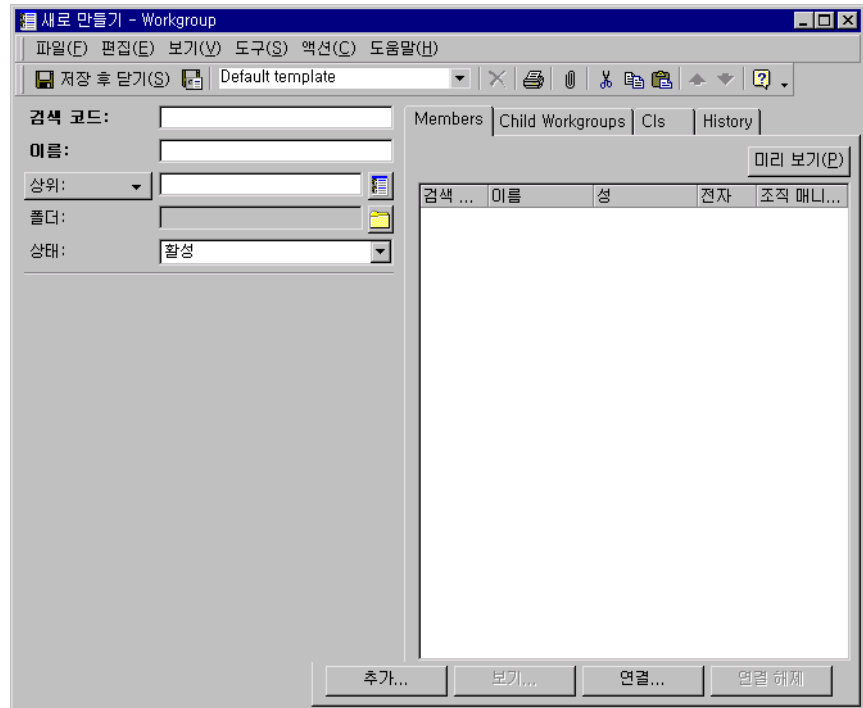 새로 만들기 - Workgroup
파일(F) 편집(E) 보기(V) 도구(S) 액션(C) 도움말(H)
저장 후 닫기(S) Default template
검색 코드:
이름:
상위:
폴더:
상태: 활성
Members Child Workgroups CIs History
미리 보기(P)
검색 ... 이름 성 전자 조직 매니...
추가... 보기... 연결... 연결 해제